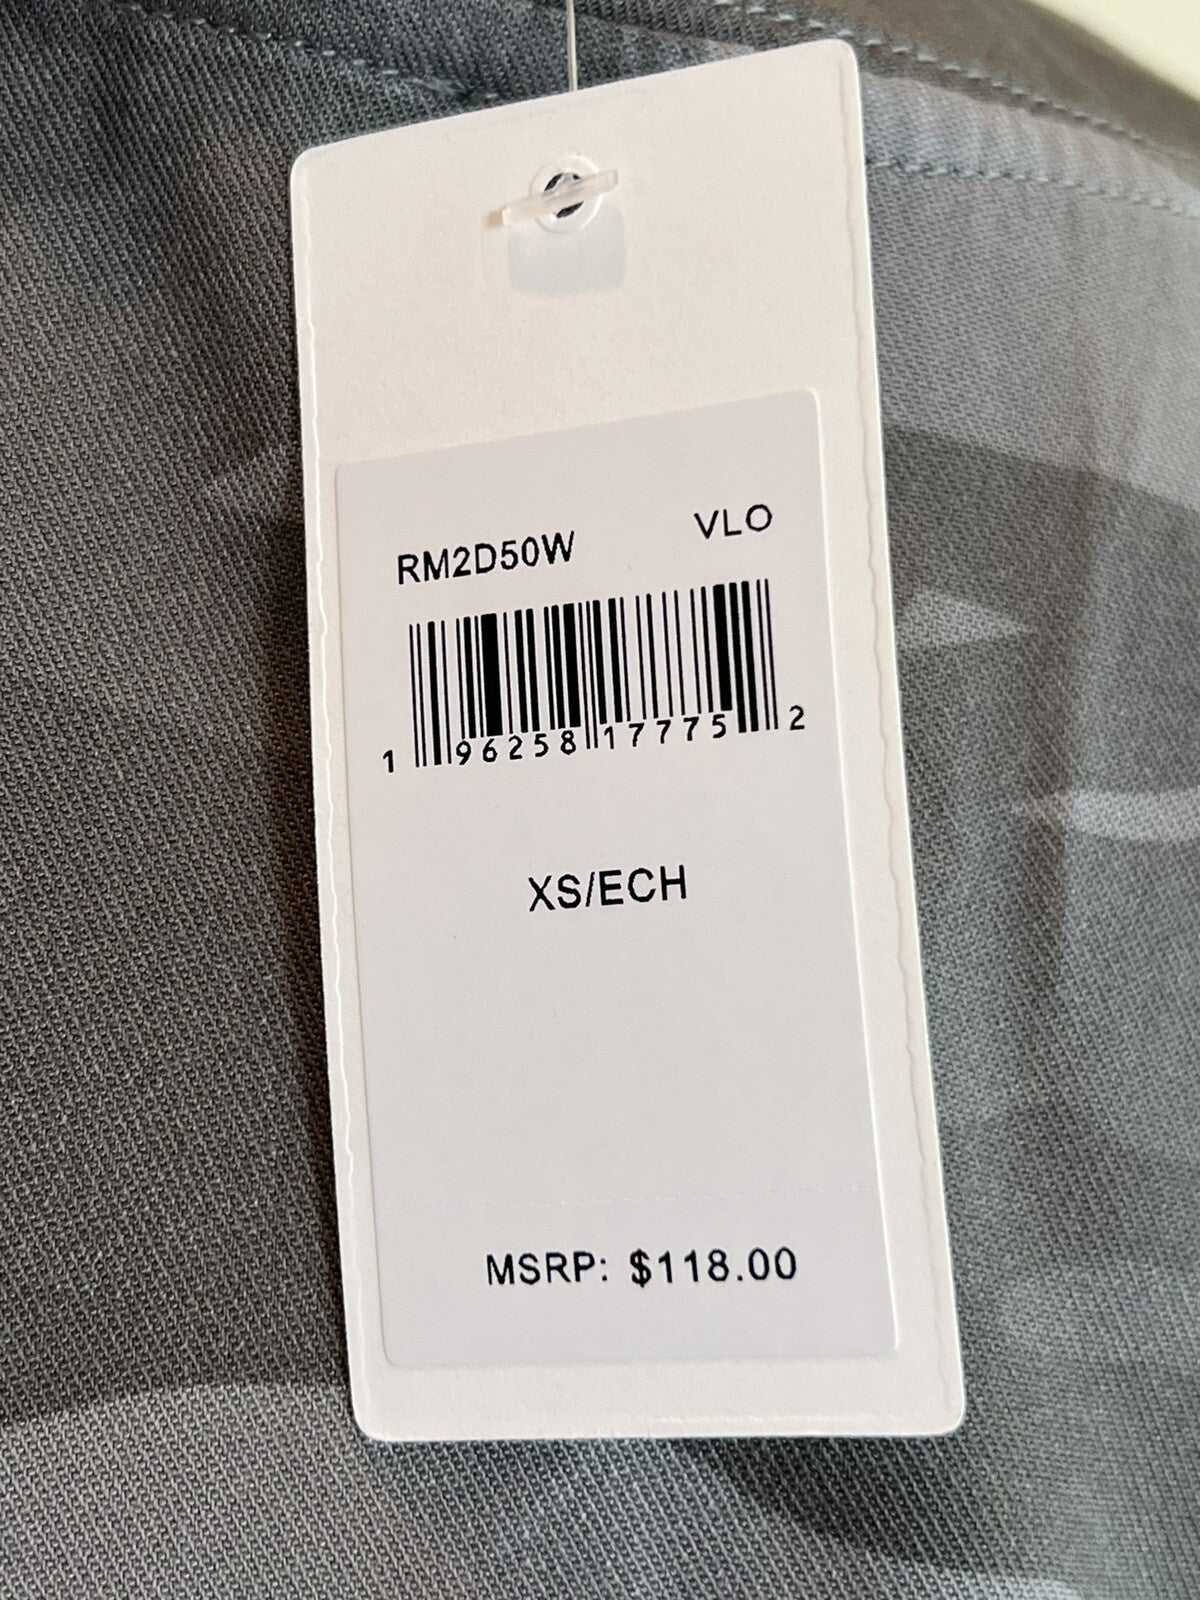 RM2D50W VLO
1 96258 17775 2
XS/ECH
MSRP: $118.00